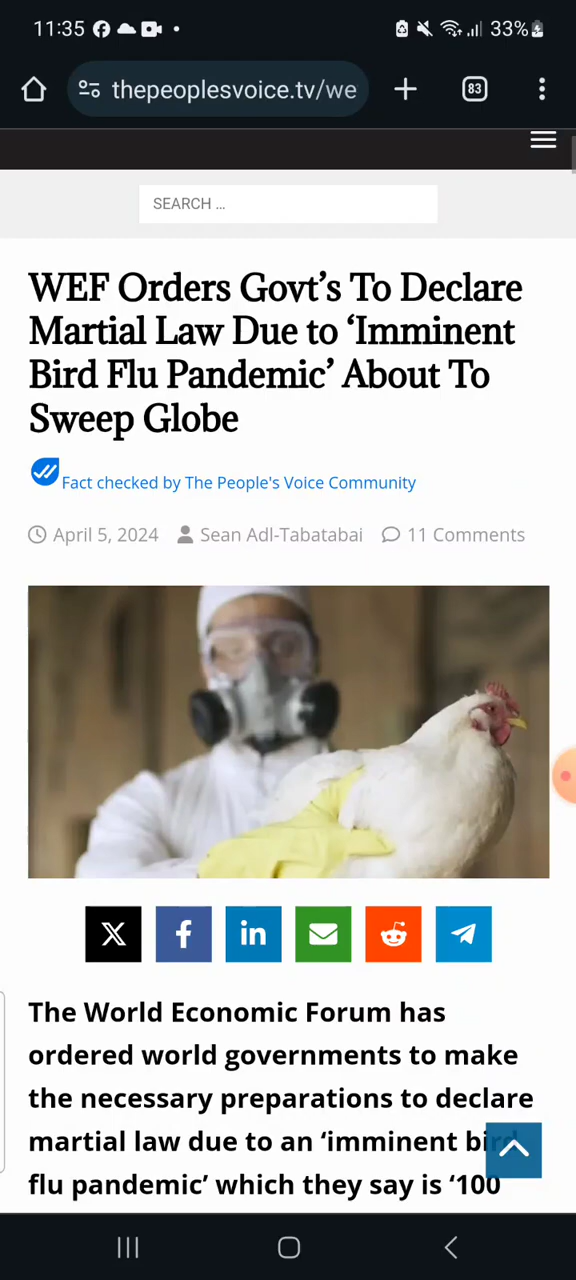 11:35
33%
thepeoplesvoice.tv/we
83
SEARCH …
WEF Orders Govt’s To Declare
Martial Law Due to ‘Imminent
Bird Flu Pandemic’ About To
Sweep Globe
Fact checked by The People's Voice Community
April 5, 2024 Sean Adl-Tabatabai 11 Comments
The World Economic Forum has
ordered world governments to make
the necessary preparations to declare
martial law due to an ‘imminent bird
flu pandemic’ which they say is ‘100